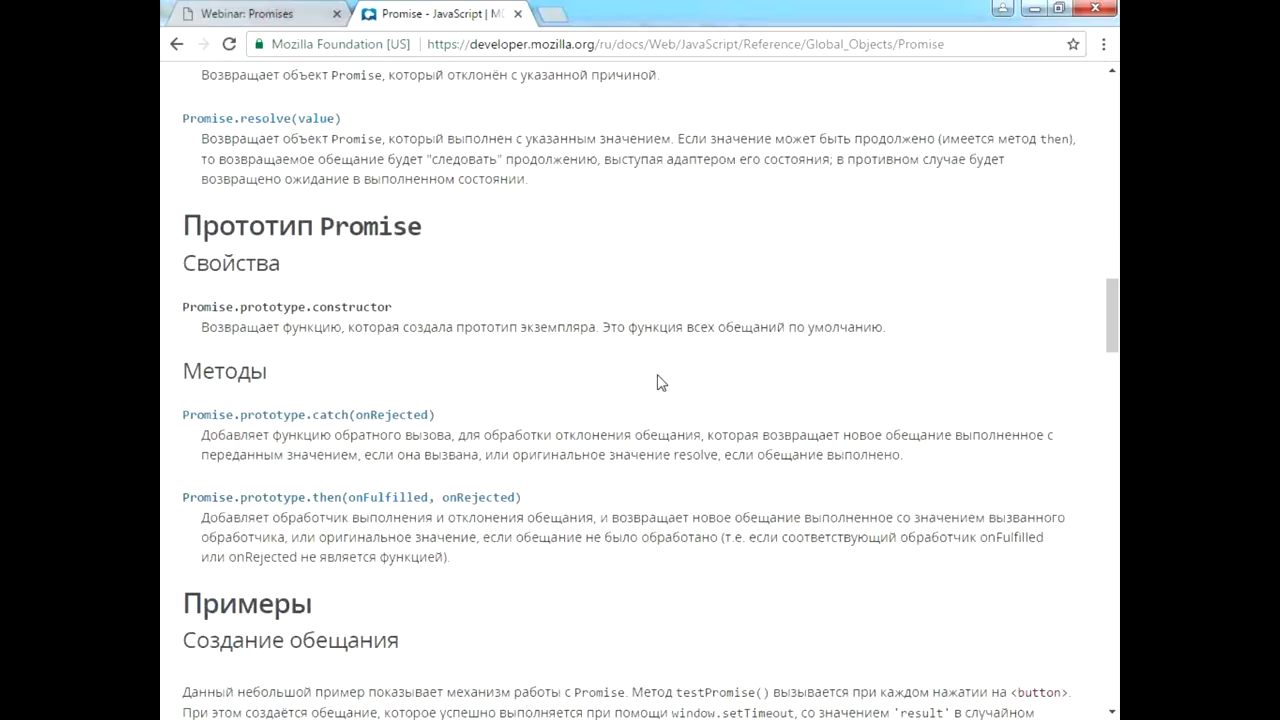 Webinar: Promises
Promise - JavaScript | M
Mozilla Foundation [US]
https://developer.mozilla.org/ru/docs/Web/JavaScript/Reference/Global_Objects/Promise
Возвращает объект Promise, который отклонён с указанной причиной.
Promise.resolve(value)
Возвращает объект Promise, который выполнен с указанным значением. Если значение может быть продолжено (имеется метод then),
то возвращаемое обещание будет "следовать" продолжению, выступая адаптером его состояния; в противном случае будет
возвращено ожидание в выполненном состоянии.
Прототип Promise
Свойства
Promise.prototype.constructor
Возвращает функцию, которая создала прототип экземпляра. Это функция всех обещаний по умолчанию.
Методы
Promise.prototype.catch(onRejected)
Добавляет функцию обратного вызова, для обработки отклонения обещания, которая возвращает новое обещание выполненное с
переданным значением, если она вызвана, или оригинальное значение resolve, если обещание выполнено.
Promise.prototype.then(onFulfilled, onRejected)
Добавляет обработчик выполнения и отклонения обещания, и возвращает новое обещание выполненное со значением вызванного
обработчика, или оригинальное значение, если обещание не было обработано (т.е. если соответствующий обработчик onFulfilled
или onRejected не является функцией).
Примеры
Создание обещания
Данный небольшой пример показывает механизм работы с Promise. Метод testPromise() вызывается при каждом нажатии на <button>.
При этом создаётся обещание, которое успешно выполняется при помощи window.setTimeout, со значением 'result' в случайном